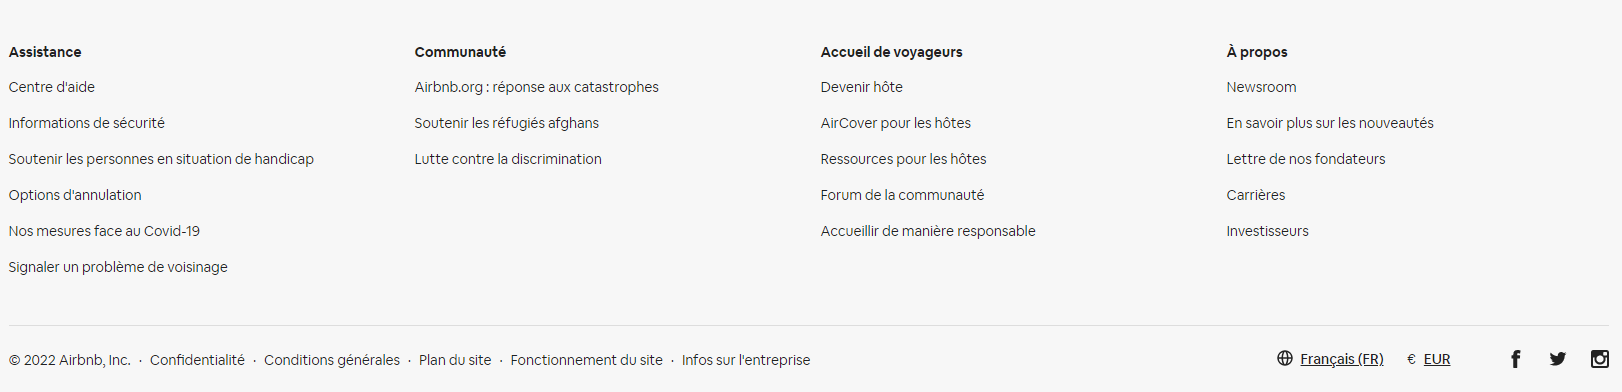 Assistance
Centre d'aide
Informations de sécurité
Soutenir les personnes en situation de handicap
Options d'annulation
Nos mesures face au Covid-19
Signaler un problème de voisinage
Communauté
Airbnb.org : réponse aux catastrophes
Soutenir les réfugiés afghans
Lutte contre la discrimination
Accueil de voyageurs
Devenir hôte
AirCover pour les hôtes
Ressources pour les hôtes
Forum de la communauté
Accueillir de manière responsable
À propos
Newsroom
En savoir plus sur les nouveautés
Lettre de nos fondateurs
Carrières
Investisseurs
© 2022 Airbnb, Inc. · Confidentialité · Conditions générales · Plan du site · Fonctionnement du site · Infos sur l'entreprise
Français (FR) € EUR